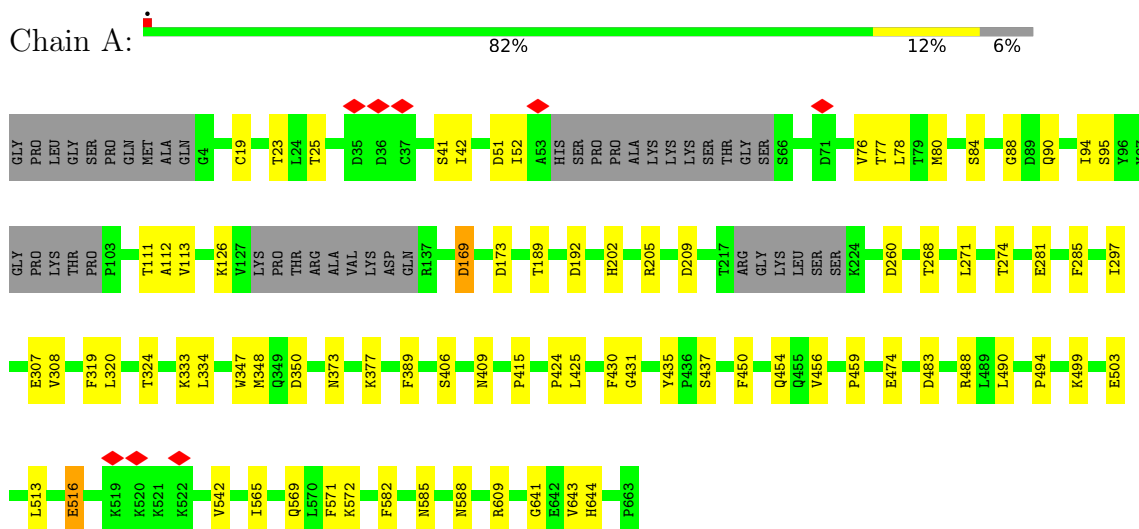 Chain A:
82% 12% 6%
GLY PRO LEU GLY SER PRO GLN MET ALA GLN G4 C19 T23 L24 T25 D35 D36 C37 S41 I42 D51 I52 A53 HIS SER PRO PRO ALA LYS LYS LYS SER THR GLY SER S66 D71 V76 T77 L78 T79 M80 S84 G88 D89 Q90 I94 S95 Y96
GLY PRO LYS THR PRO P103 T111 A112 V113 K126 V127 LYS PRO THR ARG ALA VAL LYS ASP GLN R137 D169 D173 T189 D192 H202 R205 D209 T217 ARG GLY LYS LEU SER SER K224 D260 T268 L271 T274 E281 F285 I297
E307 V308 F319 L320 T324 K333 L334 W347 M348 Q349 D350 N373 K377 F389 S406 N409 P415 P424 L425 F430 G431 Y435 P436 S437 F450 Q454 Q455 V456 P459 E474 D483 R488 L489 L490 P494 K499 E503
L513 E516 K519 K520 K521 K522 V542 I565 Q569 L570 F571 K572 F582 N585 N588 R609 G641 E642 V643 H644 P663